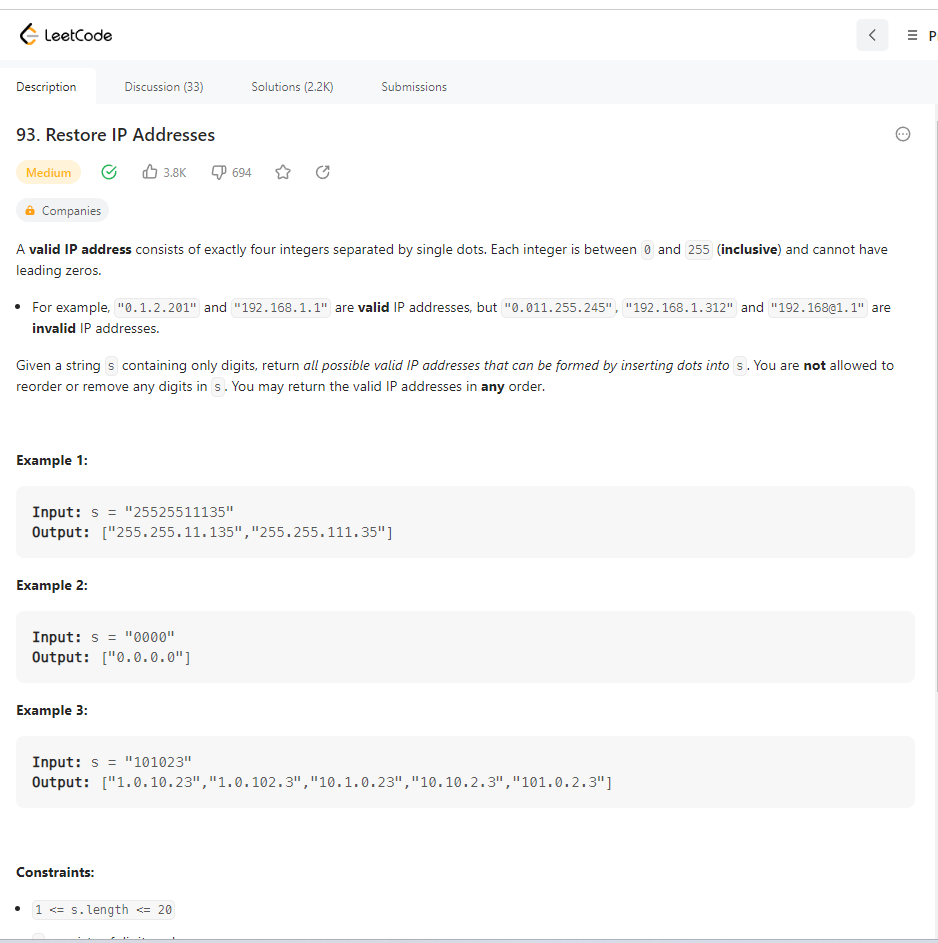 LeetCode
P
Description Discussion (33) Solutions (2.2K) Submissions
93. Restore IP Addresses
Medium 3.8K 694
Companies
A valid IP address consists of exactly four integers separated by single dots. Each integer is between 0 and 255 (inclusive) and cannot have
leading zeros.
• For example, "0.1.2.201" and "192.168.1.1" are valid IP addresses, but "0.011.255.245", "192.168.1.312" and "192.168@1.1" are
invalid IP addresses.
Given a string s containing only digits, return all possible valid IP addresses that can be formed by inserting dots into s. You are not allowed to
reorder or remove any digits in s. You may return the valid IP addresses in any order.
Example 1:
Input: s = "25525511135"
Output: ["255.255.11.135","255.255.111.35"]
Example 2:
Input: s = "0000"
Output: ["0.0.0.0"]
Example 3:
Input: s = "101023"
Output: ["1.0.10.23","1.0.102.3","10.1.0.23","10.10.2.3","101.0.2.3"]
Constraints:
• 1 <= s.length <= 20